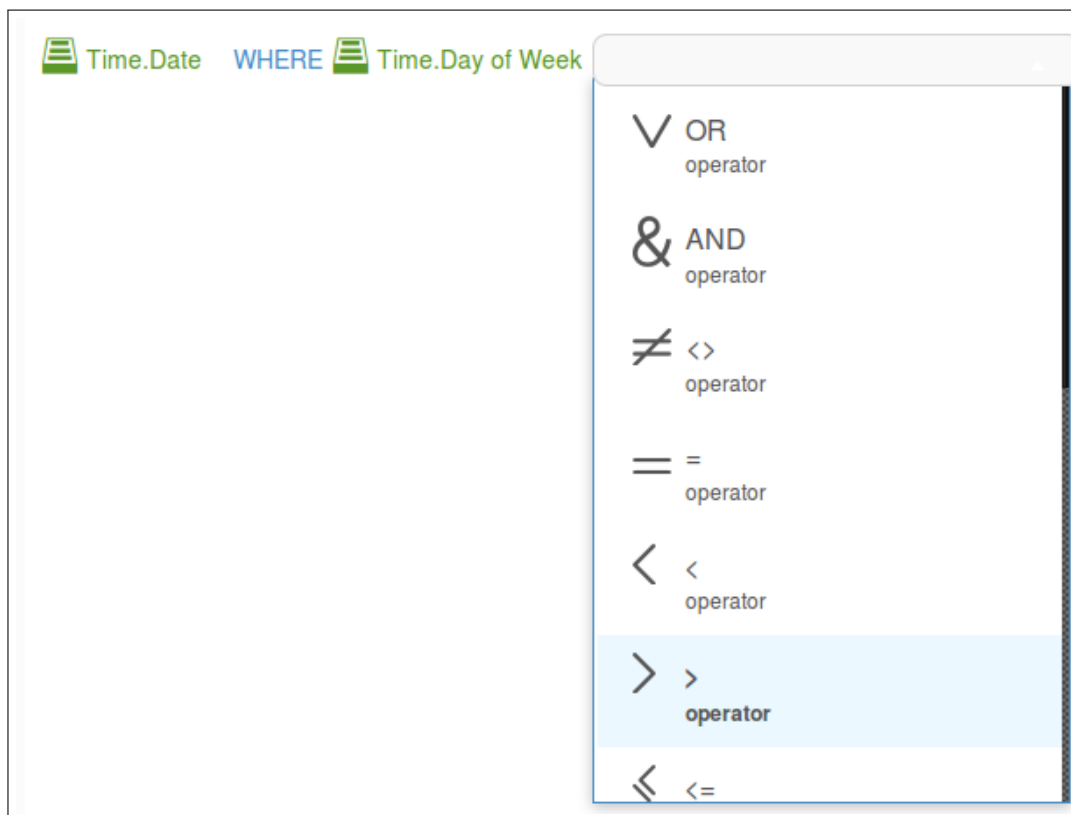 Time.Date WHERE Time.Day of Week
OR
operator
& AND
operator
≠ <>
operator
= =
operator
< <
operator
> >
operator
<=